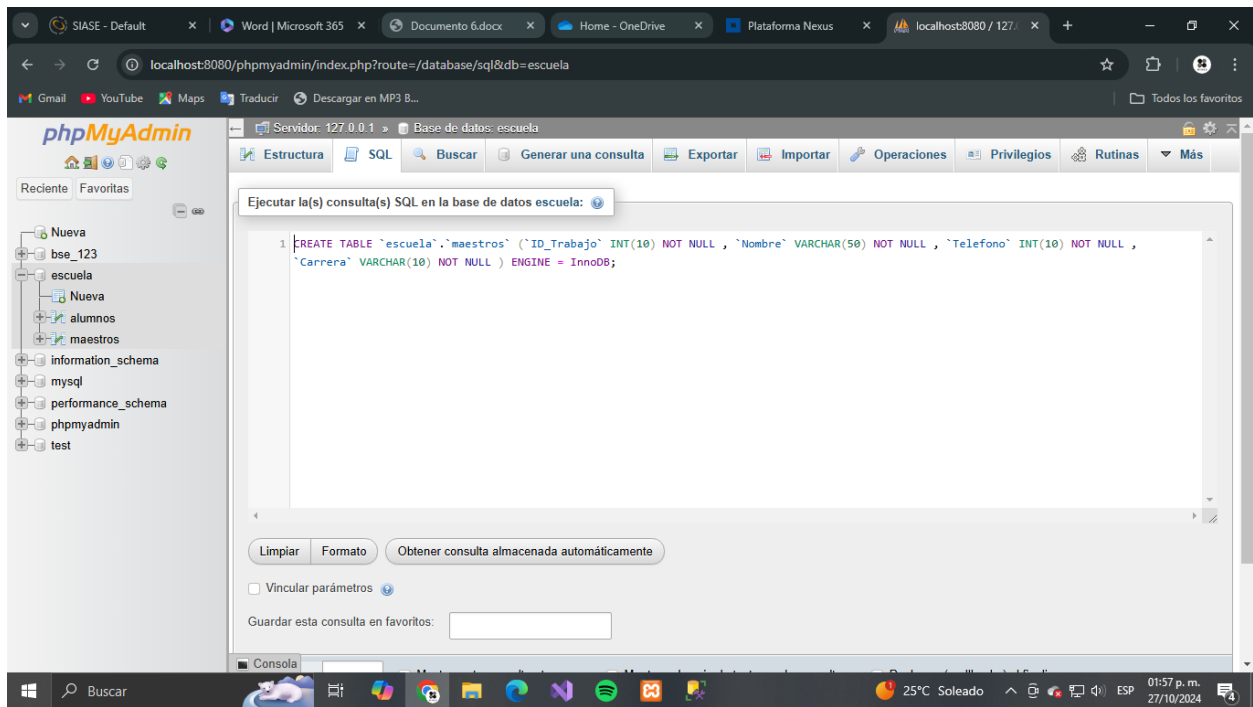 SIASE - Default
Word | Microsoft 365
Documento 6.docx
Home - OneDrive
Plataforma Nexus
localhost:8080 / 127.
localhost:8080/phpmyadmin/index.php?route=/database/sql&db=escuela
Gmail YouTube Maps Traducir Descargar en MP3 B... Todos los favoritos
phpMyAdmin
Reciente Favoritas
Nueva
bse_123
escuela
Nueva
alumnos
maestros
information_schema
mysql
performance_schema
phpmyadmin
test
Servidor: 127.0.0.1 » Base de datos: escuela
Estructura SQL Buscar Generar una consulta Exportar Importar Operaciones Privilegios Rutinas Más
Ejecutar la(s) consulta(s) SQL en la base de datos escuela:
1 CREATE TABLE `escuela`.`maestros` (`ID_Trabajo` INT(10) NOT NULL , `Nombre` VARCHAR(50) NOT NULL , `Telefono` INT(10) NOT NULL ,
`Carrera` VARCHAR(10) NOT NULL ) ENGINE = InnoDB;
Limpiar Formato Obtener consulta almacenada automáticamente
Vincular parámetros
Guardar esta consulta en favoritos:
Consola
Buscar
25°C Soleado
ESP
01:57 p. m.
27/10/2024
4